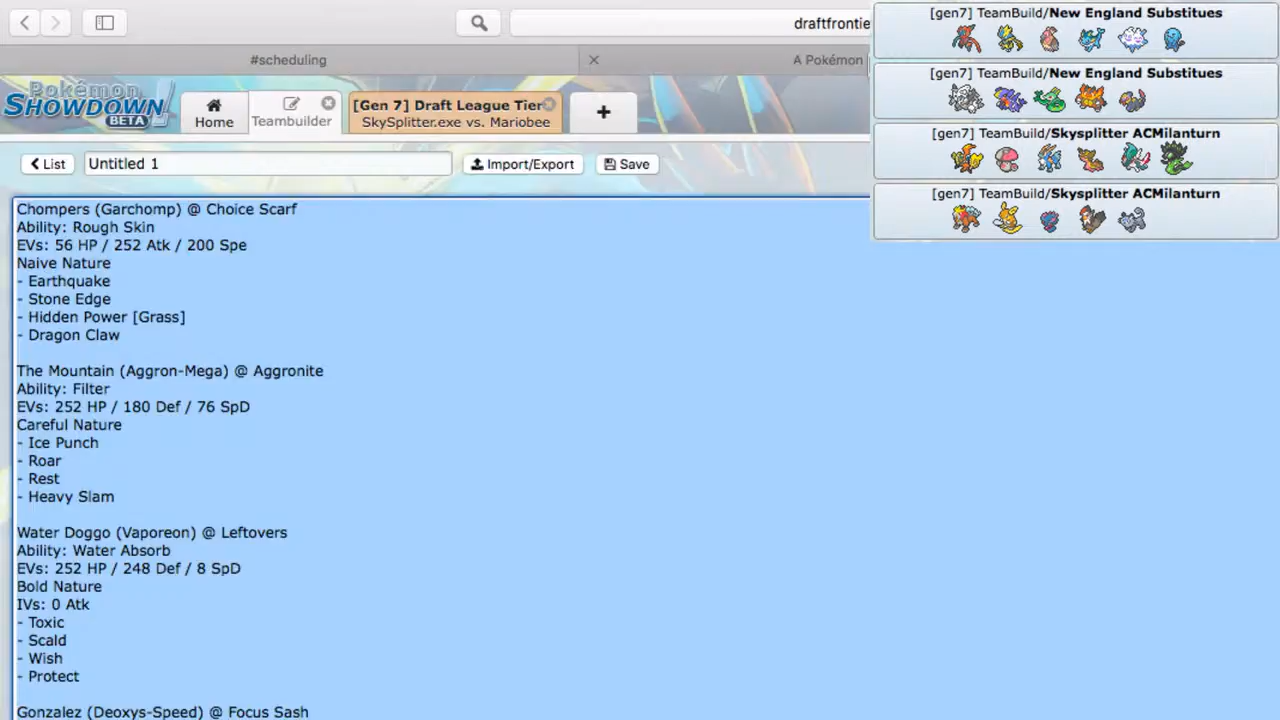 draftfrontie
#scheduling
A Pokémon
[gen7] TeamBuild/New England Substitues
[gen7] TeamBuild/New England Substitues
[gen7] TeamBuild/Skysplitter ACMilanturn
[gen7] TeamBuild/Skysplitter ACMilanturn
Pokémon
SHOWDOWN!
BETA
Home
Teambuilder
[Gen 7] Draft League Tier
SkySplitter.exe vs. Mariobee
List
Untitled 1
Import/Export
Save
Chompers (Garchomp) @ Choice Scarf
Ability: Rough Skin
EVs: 56 HP / 252 Atk / 200 Spe
Naive Nature
- Earthquake
- Stone Edge
- Hidden Power [Grass]
- Dragon Claw
The Mountain (Aggron-Mega) @ Aggronite
Ability: Filter
EVs: 252 HP / 180 Def / 76 SpD
Careful Nature
- Ice Punch
- Roar
- Rest
- Heavy Slam
Water Doggo (Vaporeon) @ Leftovers
Ability: Water Absorb
EVs: 252 HP / 248 Def / 8 SpD
Bold Nature
IVs: 0 Atk
- Toxic
- Scald
- Wish
- Protect
Gonzalez (Deoxys-Speed) @ Focus Sash